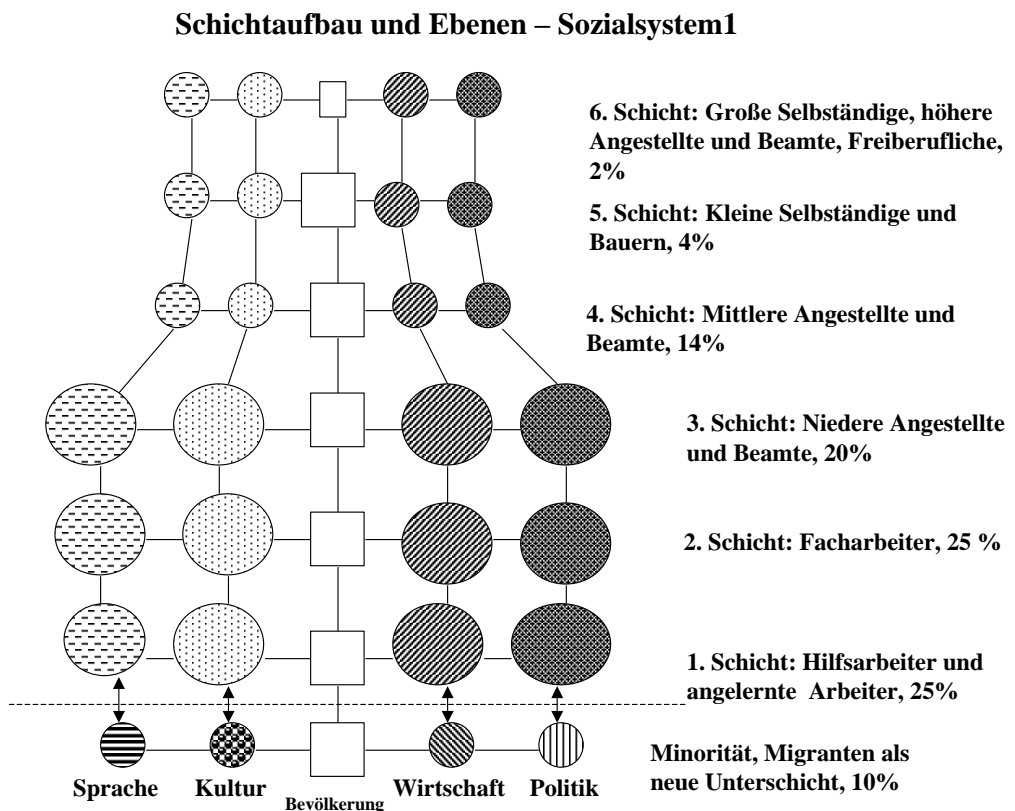 Schichtaufbau und Ebenen – Sozialsystem1
6. Schicht: Große Selbständige, höhere
Angestellte und Beamte, Freiberufliche,
2%
5. Schicht: Kleine Selbständige und
Bauern, 4%
4. Schicht: Mittlere Angestellte und
Beamte, 14%
3. Schicht: Niedere Angestellte
und Beamte, 20%
2. Schicht: Facharbeiter, 25 %
1. Schicht: Hilfsarbeiter und
angelernte Arbeiter, 25%
Minorität, Migranten als
neue Unterschicht, 10%
Sprache Kultur Bevölkerung Wirtschaft Politik